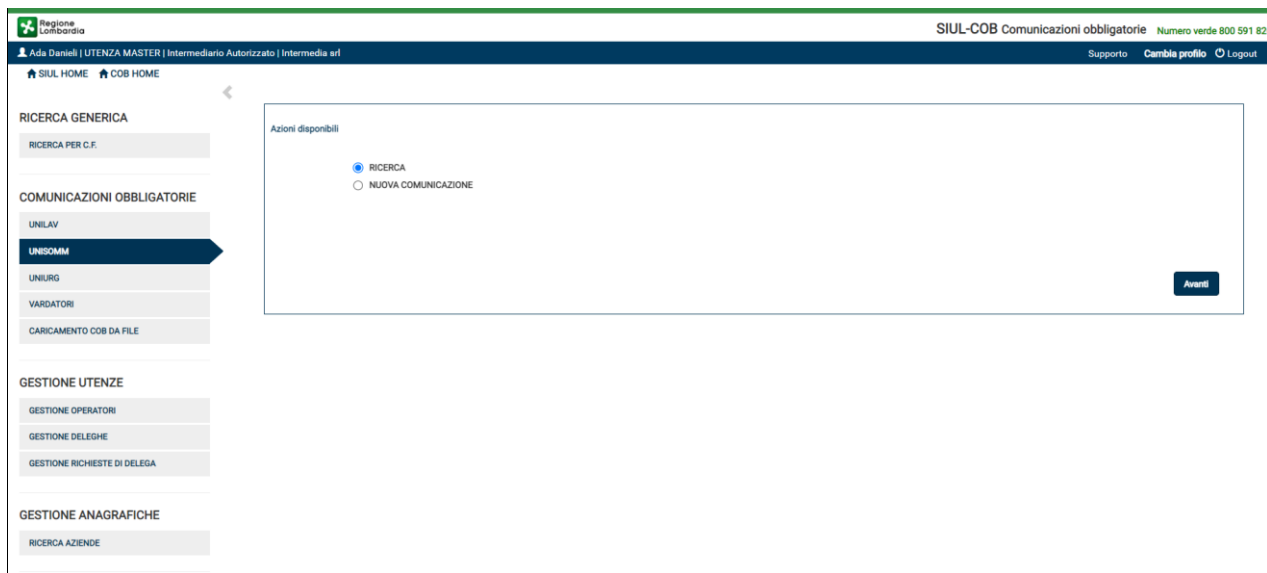 Regione
Lombardia
SIUL-COB Comunicazioni obbligatorie Numero verde 800 591 82
Ada Danieli | UTENZA MASTER | Intermediario Autorizzato | Intermedia srl
Supporto Cambia profilo Logout
SIUL HOME COB HOME
RICERCA GENERICA
RICERCA PER C.F.
Azioni disponibili
RICERCA
NUOVA COMUNICAZIONE
Avanti
COMUNICAZIONI OBBLIGATORIE
UNILAV
UNISOMM
UNIURG
VARDATORI
CARICAMENTO COB DA FILE
GESTIONE UTENZE
GESTIONE OPERATORI
GESTIONE DELEGHE
GESTIONE RICHIESTE DI DELEGA
GESTIONE ANAGRAFICHE
RICERCA AZIENDE